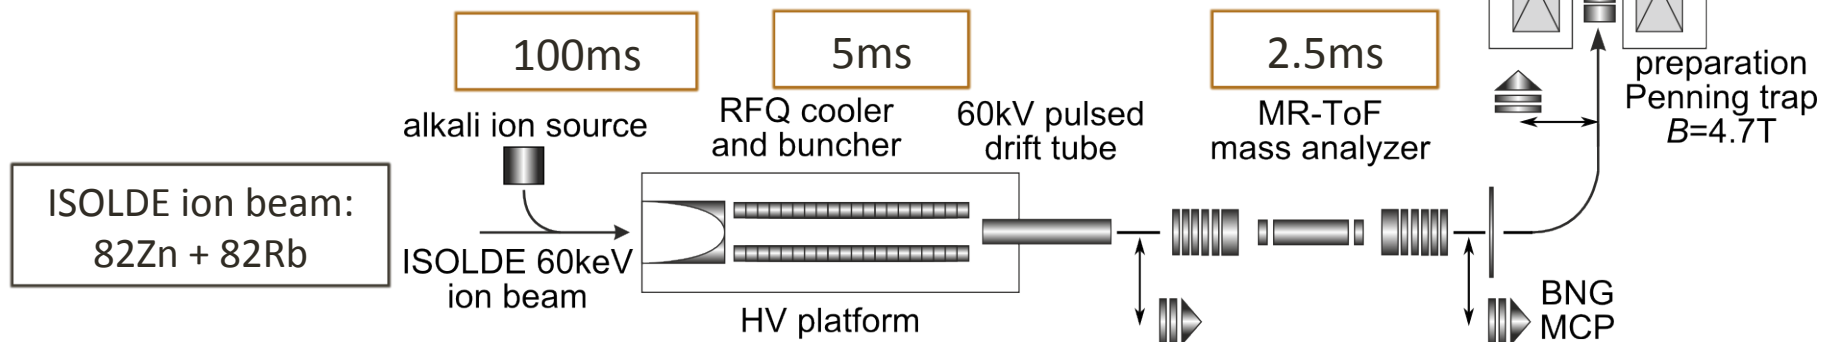 100ms
5ms
2.5ms
alkali ion source
RFQ cooler
and buncher
60kV pulsed
drift tube
MR-ToF
mass analyzer
preparation
Penning trap
B=4.7T
ISOLDE ion beam:
82Zn + 82Rb
ISOLDE 60keV
ion beam
HV platform
BNG
MCP